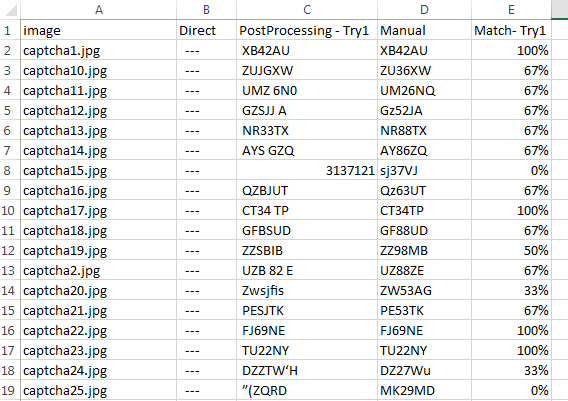 A B C D E
1 image Direct PostProcessing - Try1 Manual Match- Try1
2 captcha1.jpg --- XB42AU XB42AU 100%
3 captcha10.jpg --- ZUJGXW ZU36XW 67%
4 captcha11.jpg --- UMZ 6N0 UM26NQ 67%
5 captcha12.jpg --- GZSJJ A Gz52JA 67%
6 captcha13.jpg --- NR33TX NR88TX 67%
7 captcha14.jpg --- AYS GZQ AY86ZQ 67%
8 captcha15.jpg --- 3137121 sj37VJ 0%
9 captcha16.jpg --- QZBJUT Qz63UT 67%
10 captcha17.jpg --- CT34 TP CT34TP 100%
11 captcha18.jpg --- GFBSUD GF88UD 67%
12 captcha19.jpg --- ZZSBIB ZZ98MB 50%
13 captcha2.jpg --- UZB 82 E UZ88ZE 67%
14 captcha20.jpg --- Zwsjfis ZW53AG 33%
15 captcha21.jpg --- PESJTK PE53TK 67%
16 captcha22.jpg --- FJ69NE FJ69NE 100%
17 captcha23.jpg --- TU22NY TU22NY 100%
18 captcha24.jpg --- DZZTW‘H DZ27Wu 33%
19 captcha25.jpg --- ”(ZQRD MK29MD 0%